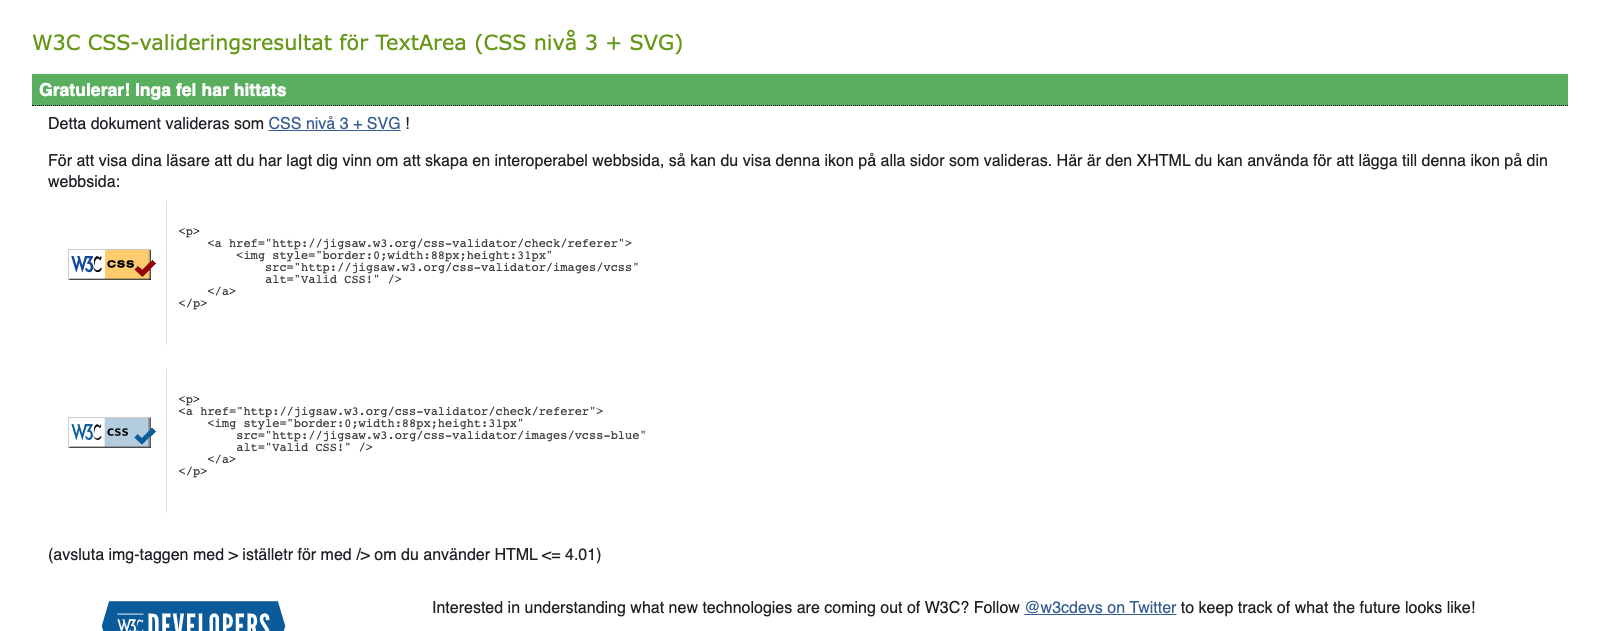 W3C CSS-valideringsresultat för TextArea (CSS nivå 3 + SVG)
Gratulerar! Inga fel har hittats
Detta dokument valideras som CSS nivå 3 + SVG !
För att visa dina läsare att du har lagt dig vinn om att skapa en interoperabel webbsida, så kan du visa denna ikon på alla sidor som valideras. Här är den XHTML du kan använda för att lägga till denna ikon på din
webbsida:
W3C css
<p>
<a href="http://jigsaw.w3.org/css-validator/check/referer">
<img style="border:0;width:88px;height:31px"
src="http://jigsaw.w3.org/css-validator/images/vcss"
alt="Valid CSS!" />
</a>
</p>
W3C css
<p>
<a href="http://jigsaw.w3.org/css-validator/check/referer">
<img style="border:0;width:88px;height:31px"
src="http://jigsaw.w3.org/css-validator/images/vcss-blue"
alt="Valid CSS!" />
</a>
</p>
(avsluta img-taggen med > iställetr för med /> om du använder HTML <= 4.01)
W3C DEVELOPERS
Interested in understanding what new technologies are coming out of W3C? Follow @w3cdevs on Twitter to keep track of what the future looks like!